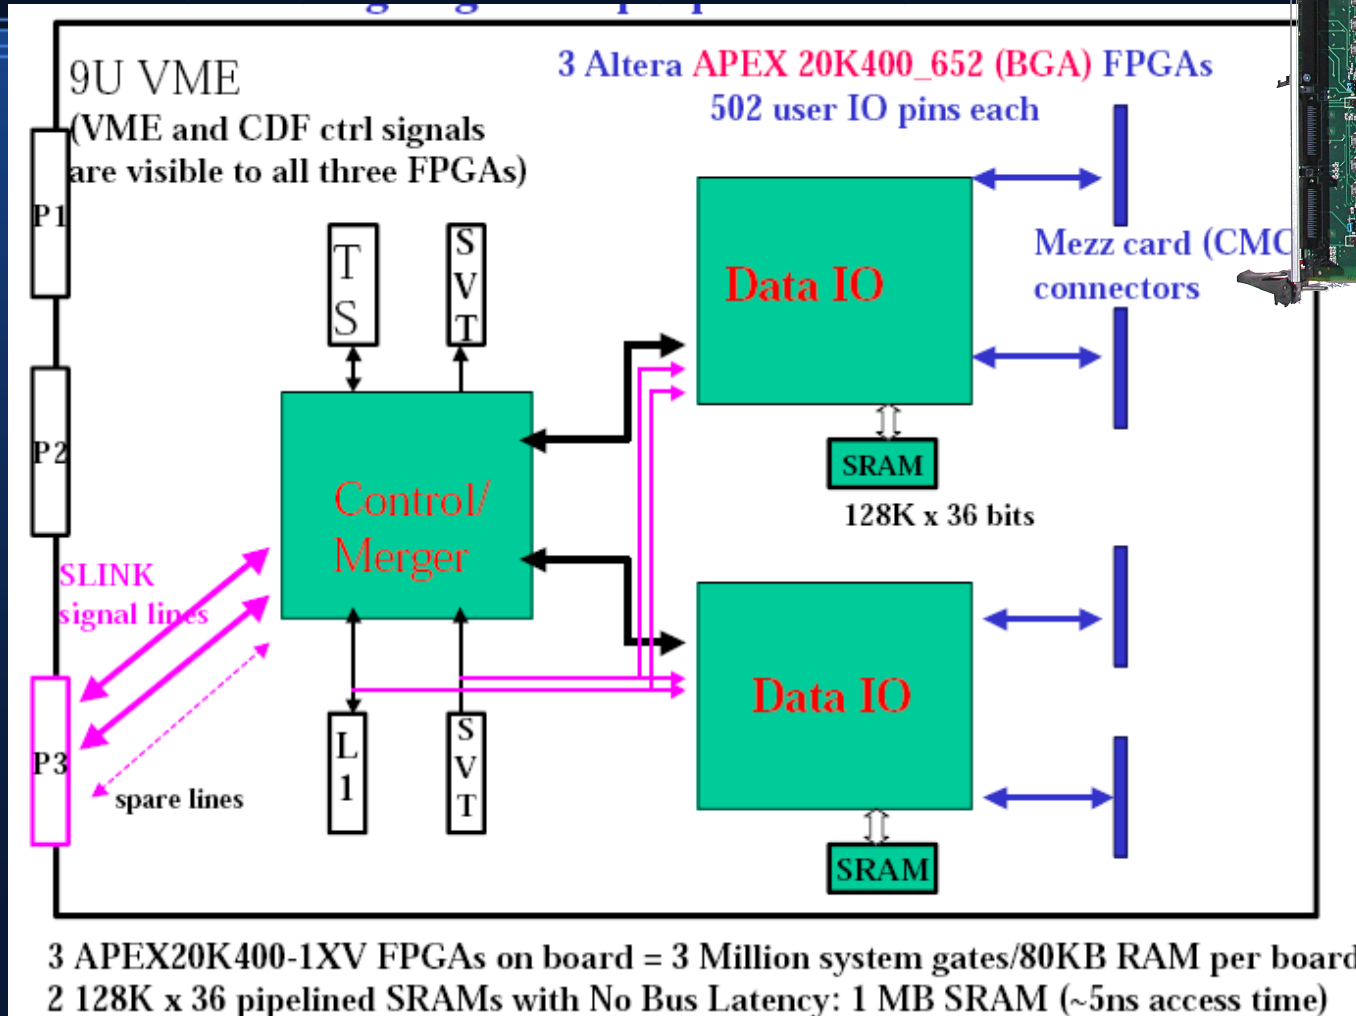 9U VME
(VME and CDF ctrl signals
are visible to all three FPGAs)
3 Altera APEX 20K400_652 (BGA) FPGAs
502 user IO pins each
P1
TS
SVT
Data IO
Mezz card (CMC
connectors
P2
SRAM
128K x 36 bits
Control/
Merger
SLINK
signal lines
Data IO
P3
spare lines
L1
SVT
SRAM
3 APEX20K400-1XV FPGAs on board = 3 Million system gates/80KB RAM per board
2 128K x 36 pipelined SRAMs with No Bus Latency: 1 MB SRAM (~5ns access time)